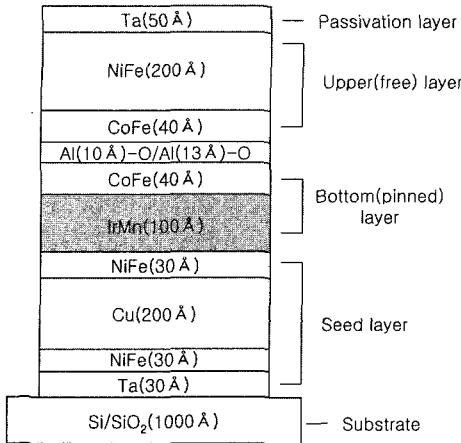 Ta(50Å) Passivation layer
NiFe(200Å)
Upper(free) layer
CoFe(40Å)
Al(10Å)-O/Al(13Å)-O
CoFe(40Å)
Bottom(pinned)
layer
IrMn(100Å)
NiFe(30Å)
Cu(200Å)
Seed layer
NiFe(30Å)
Ta(30Å)
Si/SiO₂(1000Å) Substrate